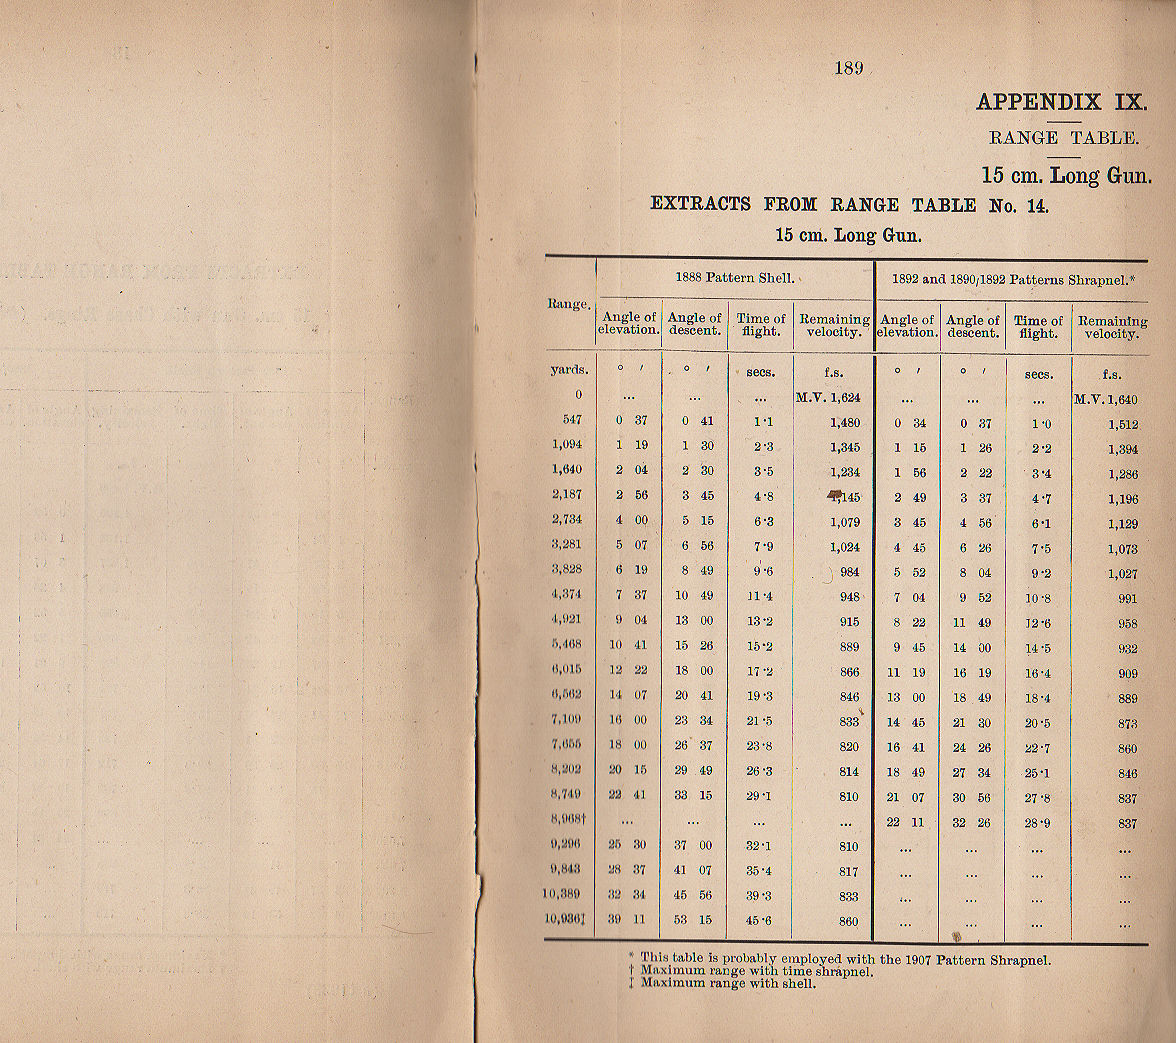 189
APPENDIX IX.
RANGE TABLE.
15 cm. Long Gun.
EXTRACTS FROM RANGE TABLE No. 14.
15 cm. Long Gun.
1888 Pattern Shell. 1892 and 1890/1892 Patterns Shrapnel.*
Range.
Angle of elevation. Angle of descent. Time of flight. Remaining velocity. Angle of elevation. Angle of descent. Time of flight. Remaining velocity.
yards. ° ′ ° ′ secs. f.s. ° ′ ° ′ secs. f.s.
0 ... ... ... M.V. 1,624 ... ... ... M.V. 1,640
547 0 37 0 41 1·1 1,480 0 34 0 37 1·0 1,512
1,094 1 19 1 30 2·3 1,345 1 15 1 26 2·2 1,394
1,640 2 04 2 30 3·5 1,234 1 56 2 22 3·4 1,286
2,187 2 56 3 45 4·8 1,145 2 49 3 37 4·7 1,196
2,734 4 00 5 15 6·3 1,079 3 45 4 56 6·1 1,129
3,281 5 07 6 56 7·9 1,024 4 45 6 26 7·5 1,073
3,828 6 19 8 49 9·6 984 5 52 8 04 9·2 1,027
4,374 7 37 10 49 11·4 948 7 04 9 52 10·8 991
4,921 9 04 13 00 13·2 915 8 22 11 49 12·6 958
5,468 10 41 15 26 15·2 889 9 45 14 00 14·5 932
6,015 12 22 18 00 17·2 866 11 19 16 19 16·4 909
6,562 14 07 20 41 19·3 846 13 00 18 49 18·4 889
7,109 16 00 23 34 21·5 833 14 45 21 30 20·5 873
7,655 18 00 26 37 23·8 820 16 41 24 26 22·7 860
8,202 20 15 29 49 26·3 814 18 49 27 34 25·1 846
8,749 22 41 33 15 29·1 810 21 07 30 56 27·8 837
8,968† ... ... ... ... 22 11 32 26 28·9 837
9,296 25 30 37 00 32·1 810 ... ... ... ...
9,843 28 37 41 07 35·4 817 ... ... ... ...
10,389 32 34 45 56 39·3 833 ... ... ... ...
10,936‡ 39 11 53 15 45·6 860 ... ... ... ...
* This table is probably employed with the 1907 Pattern Shrapnel.
† Maximum range with time shrapnel.
‡ Maximum range with shell.